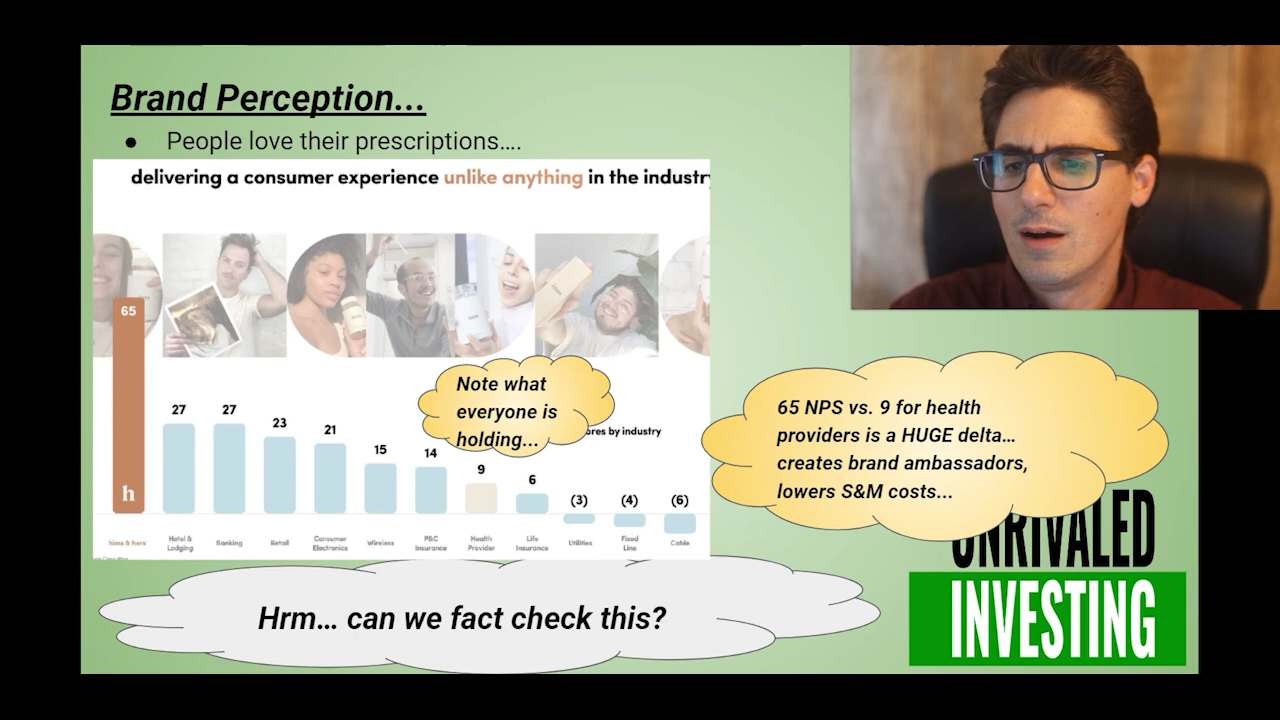 Brand Perception...
● People love their prescriptions....
delivering a consumer experience unlike anything in the industry
65
27
27
23
21
15
14
9
6
(3)
(4)
(6)
h
Note what
everyone is
holding...
ores by industry
hims & hers
Hotel &
Lodging
Banking
Retail
Consumer
Electronics
Wireless
P&C
Insurance
Health
Provider
Life
Insurance
Utilities
Fixed
Line
Cable
65 NPS vs. 9 for health
providers is a HUGE delta...
creates brand ambassadors,
lowers S&M costs...
Hrm... can we fact check this?
UNRIVALED
INVESTING